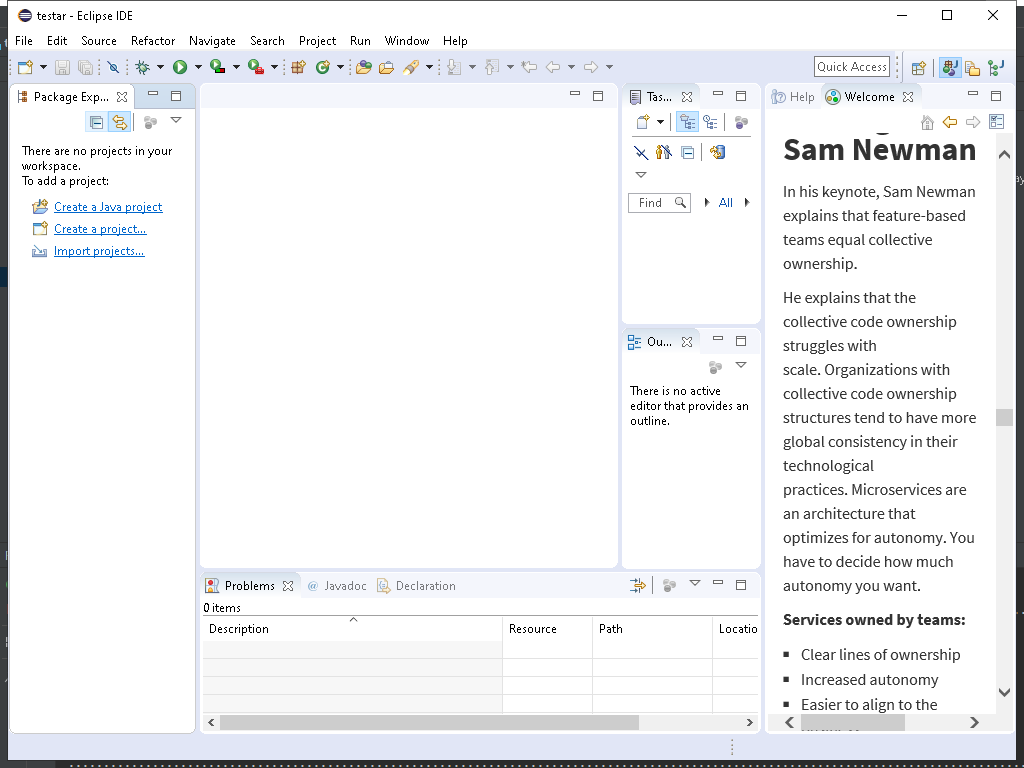 testar - Eclipse IDE
File Edit Source Refactor Navigate Search Project Run Window Help
Quick Access
Package Exp...
There are no projects in your
workspace.
To add a project:
Create a Java project
Create a project...
Import projects...
Tas...
Find
All
Ou...
There is no active
editor that provides an
outline.
Problems @ Javadoc Declaration
0 items
Description Resource Path Locatio
Help Welcome
Sam Newman
In his keynote, Sam Newman
explains that feature-based
teams equal collective
ownership.
He explains that the
collective code ownership
struggles with
scale. Organizations with
collective code ownership
structures tend to have more
global consistency in their
technological
practices. Microservices are
an architecture that
optimizes for autonomy. You
have to decide how much
autonomy you want.
Services owned by teams:
▪ Clear lines of ownership
▪ Increased autonomy
▪ Easier to align to the